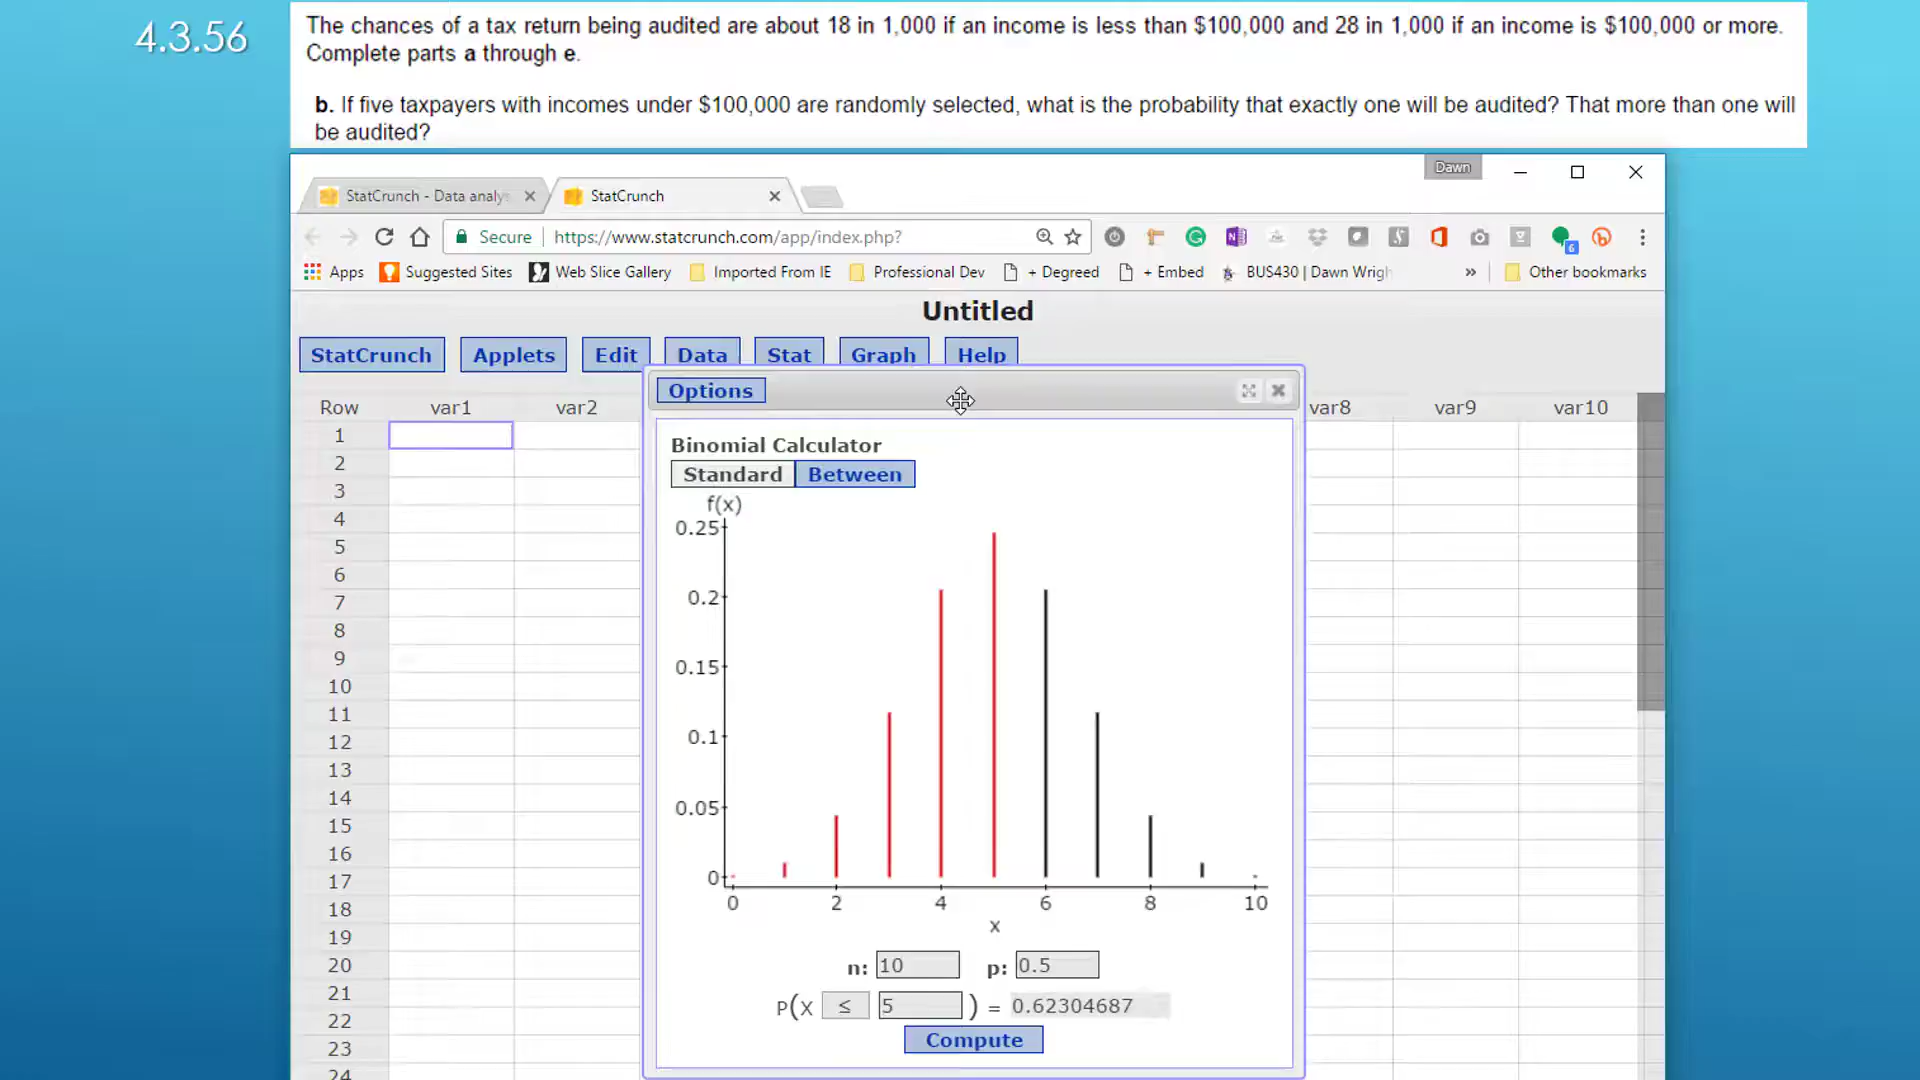 4.3.56
The chances of a tax return being audited are about 18 in 1,000 if an income is less than $100,000 and 28 in 1,000 if an income is $100,000 or more.
Complete parts a through e.
b. If five taxpayers with incomes under $100,000 are randomly selected, what is the probability that exactly one will be audited? That more than one will
be audited?
Dawn
StatCrunch - Data analys
StatCrunch
Secure
https://www.statcrunch.com/app/index.php?
6
Apps
Suggested Sites
Web Slice Gallery
Imported From IE
Professional Dev
+ Degreed
+ Embed
BUS430 | Dawn Wrigh
»
Other bookmarks
Untitled
StatCrunch
Applets
Edit
Data
Stat
Graph
Help
Options
Row
var1
var2
var8
var9
var10
1
2
3
4
5
6
7
8
9
10
11
12
13
14
15
16
17
18
19
20
21
22
23
24
Binomial Calculator
Standard
Between
f(x)
0.25
0.2
0.15
0.1
0.05
0
0
2
4
6
8
10
x
n: 10 p: 0.5
P(X ≤ 5 ) = 0.62304687
Compute